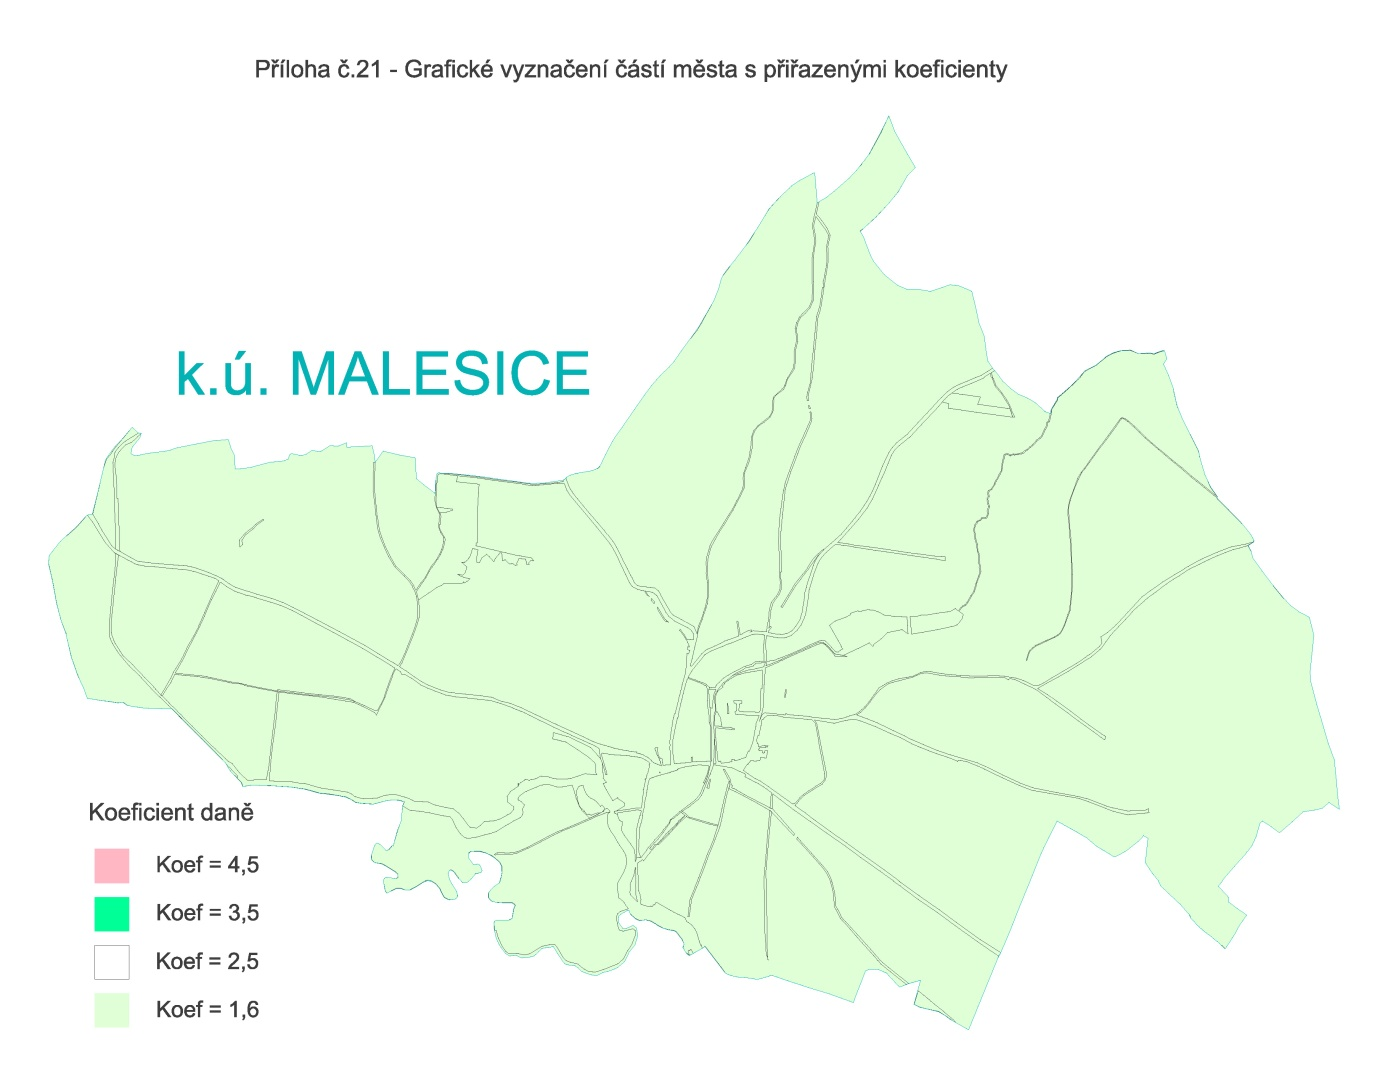 Příloha č.21 - Grafické vyznačení částí města s přiřazenými koeficienty
k.ú. MALESICE
Koeficient daně
Koef = 4,5
Koef = 3,5
Koef = 2,5
Koef = 1,6